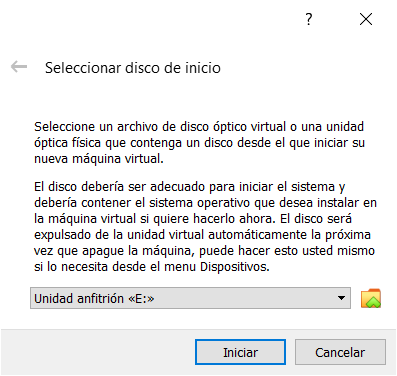 ?
Seleccionar disco de inicio
Seleccione un archivo de disco óptico virtual o una unidad
óptica física que contenga un disco desde el que iniciar su
nueva máquina virtual.
El disco debería ser adecuado para iniciar el sistema y
debería contener el sistema operativo que desea instalar en
la máquina virtual si quiere hacerlo ahora. El disco será
expulsado de la unidad virtual automáticamente la próxima
vez que apague la máquina, puede hacer esto usted mismo
si lo necesita desde el menu Dispositivos.
Unidad anfitrión «E:»
Iniciar
Cancelar